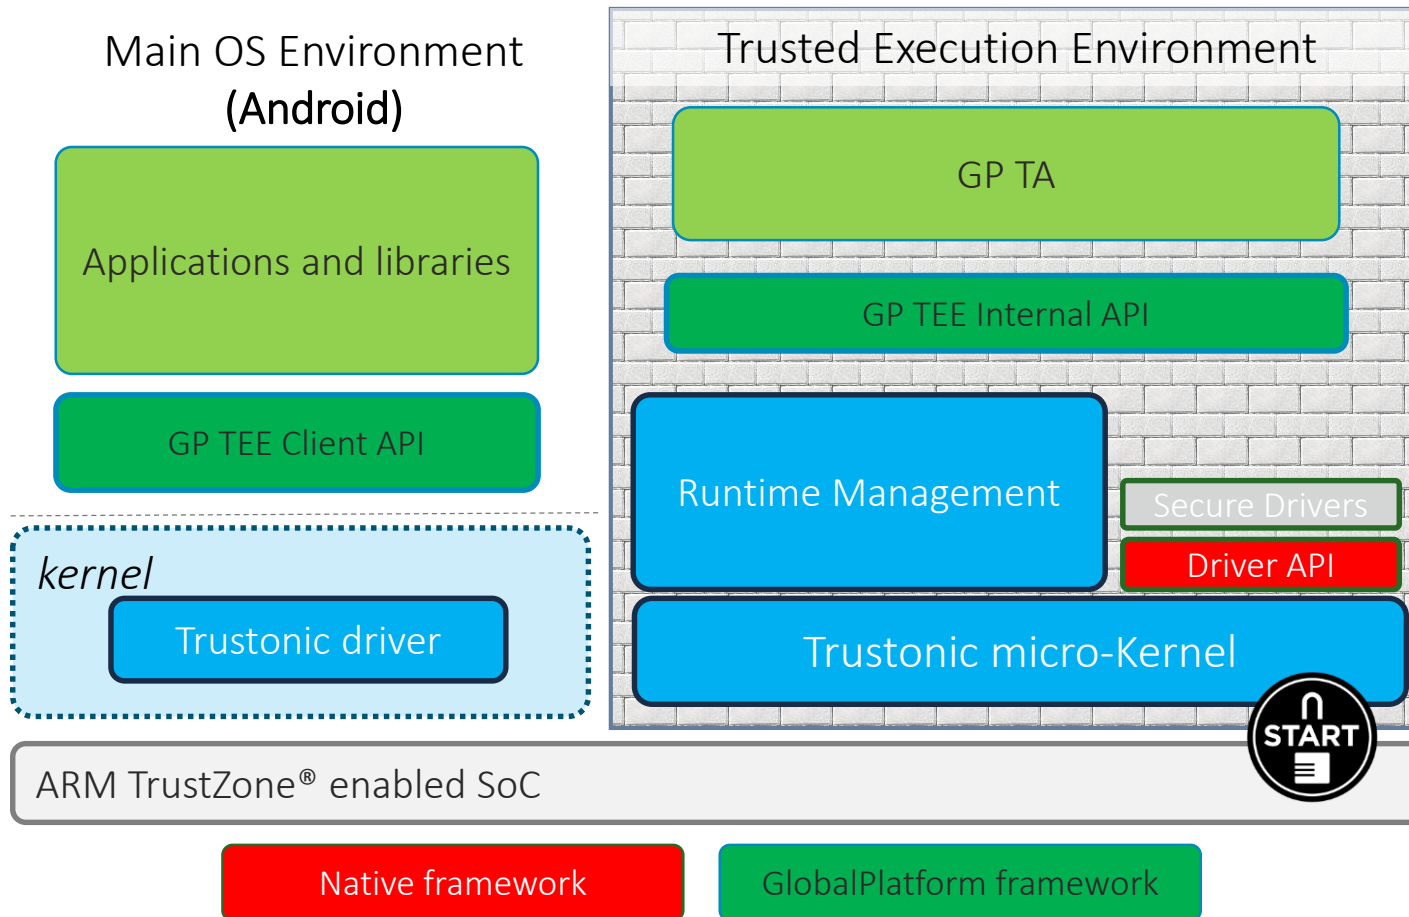 Main OS Environment
(Android)
Applications and libraries
GP TEE Client API
kernel
Trustonic driver
Trusted Execution Environment
GP TA
GP TEE Internal API
Runtime Management
Secure Drivers
Driver API
Trustonic micro-Kernel
START
ARM TrustZone® enabled SoC
Native framework
GlobalPlatform framework